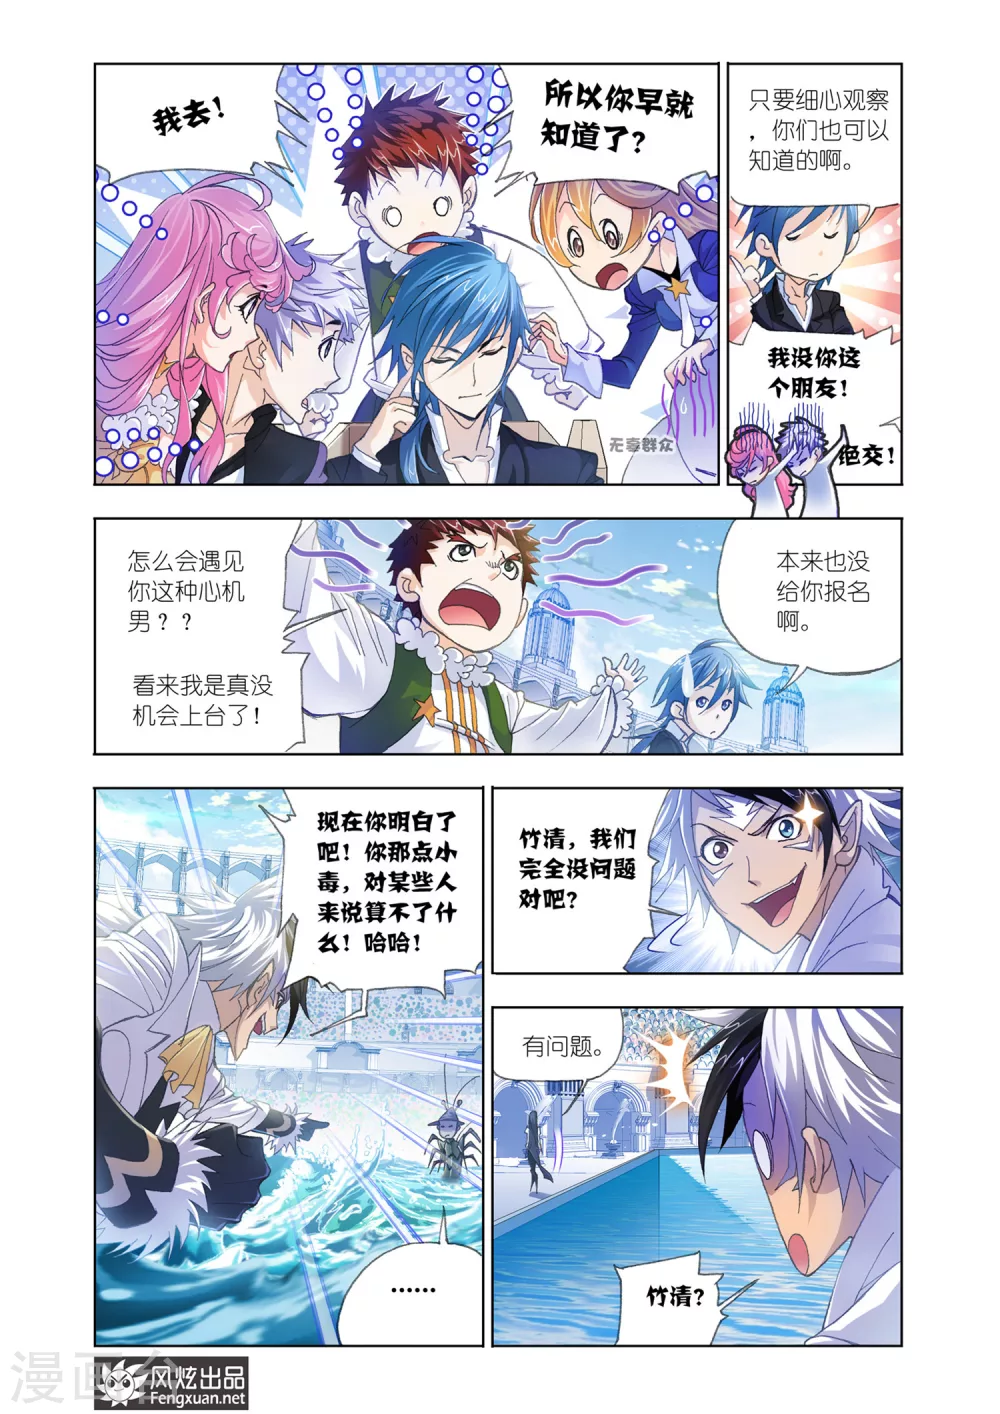 我去！
所以你早就
知道了？
无辜群众
只要细心观察
，你们也可以
知道的啊。
我没你这
个朋友！
绝交！
怎么会遇见
你这种心机
男？？
看来我是真没
机会上台了！
本来也没
给你报名
啊。
现在你明白了
吧！你那点小
毒，对某些人
来说算不了什
么！哈哈！
……
竹清，我们
完全没问题
对吧？
有问题。
竹清？
漫画台
风炫出品
Fengxuan.net